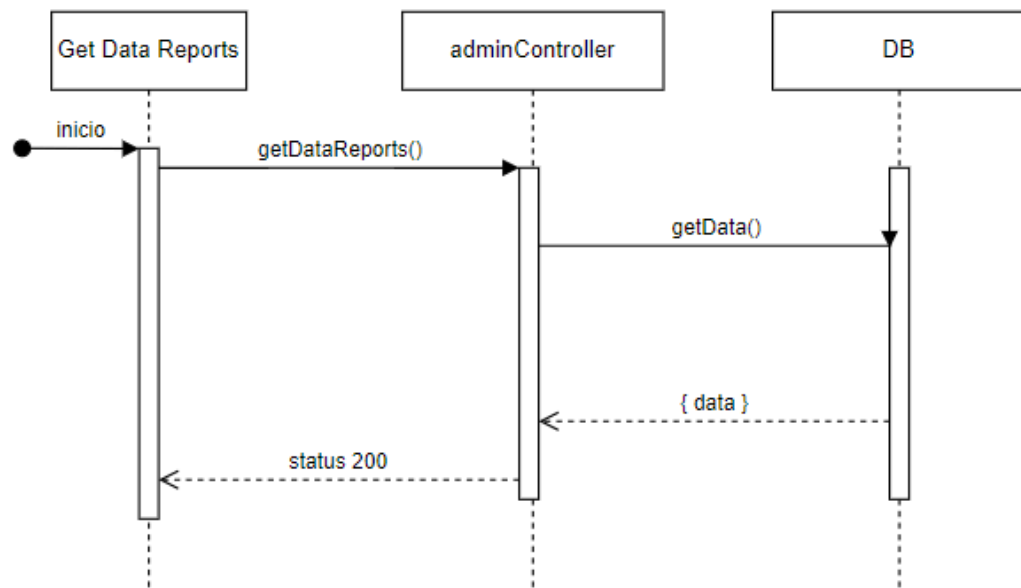 Get Data Reports
adminController
DB
inicio
getDataReports()
getData()
{ data }
status 200